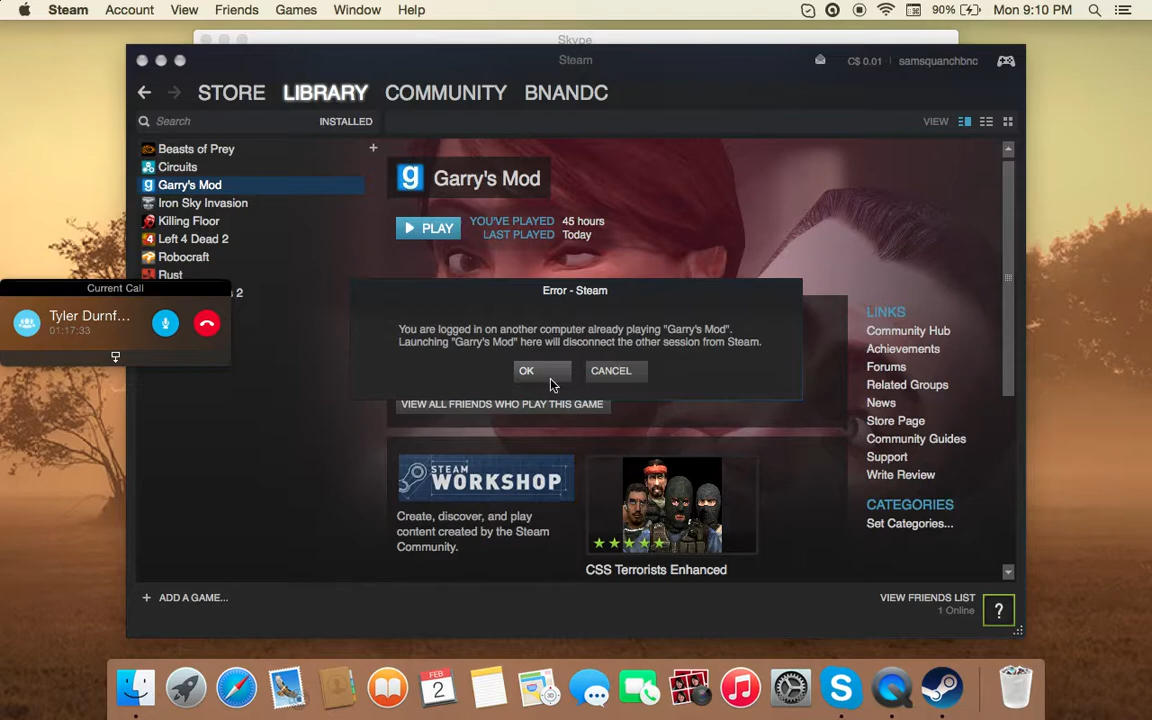 Steam Account View Friends Games Window Help
90% Mon 9:10 PM
Skype
Steam
C$ 0.01 samsquanchbnc
STORE LIBRARY COMMUNITY BNANDC
Search INSTALLED VIEW
Beasts of Prey
Circuits
Garry's Mod
Iron Sky Invasion
Killing Floor
Left 4 Dead 2
Robocraft
Rust
2
Current Call
Tyler Durnf...
01:17:33
g Garry's Mod
PLAY
YOU'VE PLAYED 45 hours
LAST PLAYED Today
Error - Steam
You are logged in on another computer already playing "Garry's Mod".
Launching "Garry's Mod" here will disconnect the other session from Steam.
OK CANCEL
VIEW ALL FRIENDS WHO PLAY THIS GAME
STEAM
WORKSHOP
Create, discover, and play
content created by the Steam
Community.
CSS Terrorists Enhanced
LINKS
Community Hub
Achievements
Forums
Related Groups
News
Store Page
Community Guides
Support
Write Review
CATEGORIES
Set Categories...
+ ADD A GAME...
VIEW FRIENDS LIST
1 Online
?
FEB
2